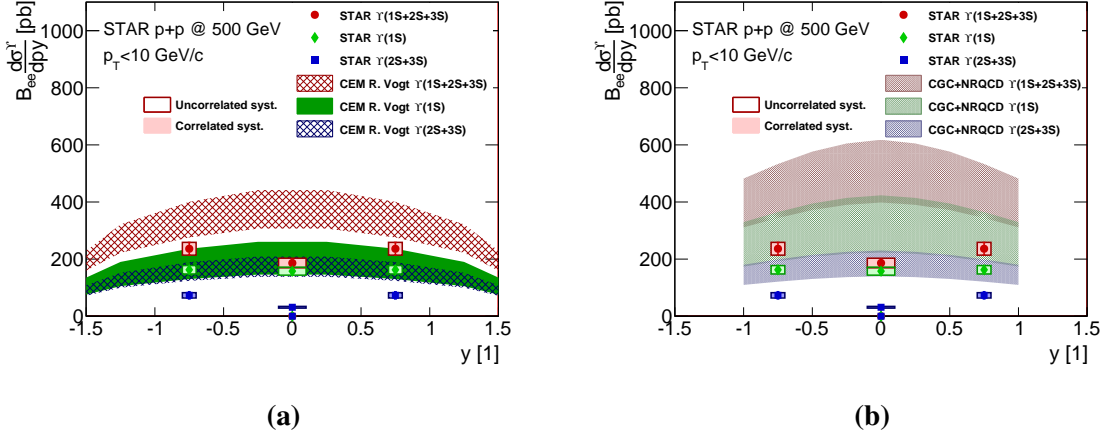 STAR p+p @ 500 GeV
p_T<10 GeV/c
STAR ϒ(1S+2S+3S)
STAR ϒ(1S)
STAR ϒ(2S+3S)
CEM R. Vogt ϒ(1S+2S+3S)
CEM R. Vogt ϒ(1S)
CEM R. Vogt ϒ(2S+3S)
Uncorrelated syst.
Correlated syst.
B_ee dσ^ϒ/dpy [pb]
1000
800
600
400
200
0
-1.5 -1 -0.5 0 0.5 1 1.5
y [1]
(a)
STAR p+p @ 500 GeV
p_T<10 GeV/c
STAR ϒ(1S+2S+3S)
STAR ϒ(1S)
STAR ϒ(2S+3S)
CGC+NRQCD ϒ(1S+2S+3S)
CGC+NRQCD ϒ(1S)
CGC+NRQCD ϒ(2S+3S)
Uncorrelated syst.
Correlated syst.
B_ee dσ^ϒ/dpy [pb]
1000
800
600
400
200
0
-1.5 -1 -0.5 0 0.5 1 1.5
y [1]
(b)